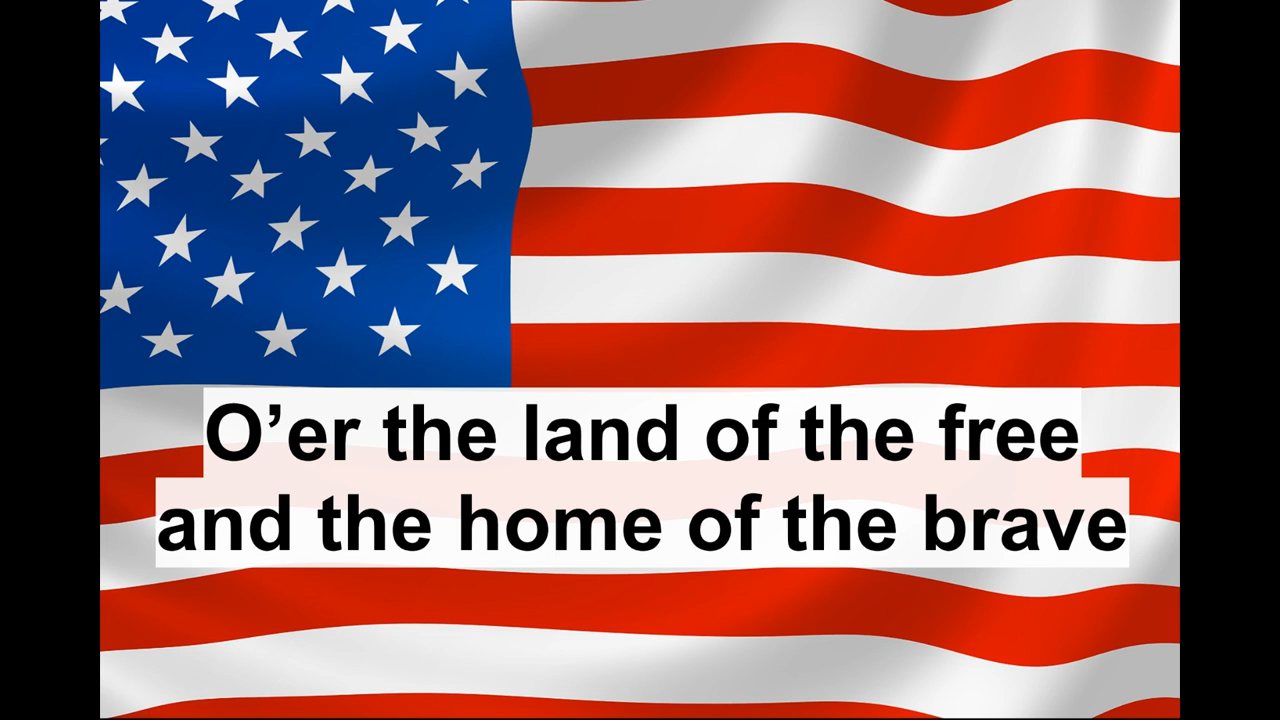 O’er the land of the free
and the home of the brave